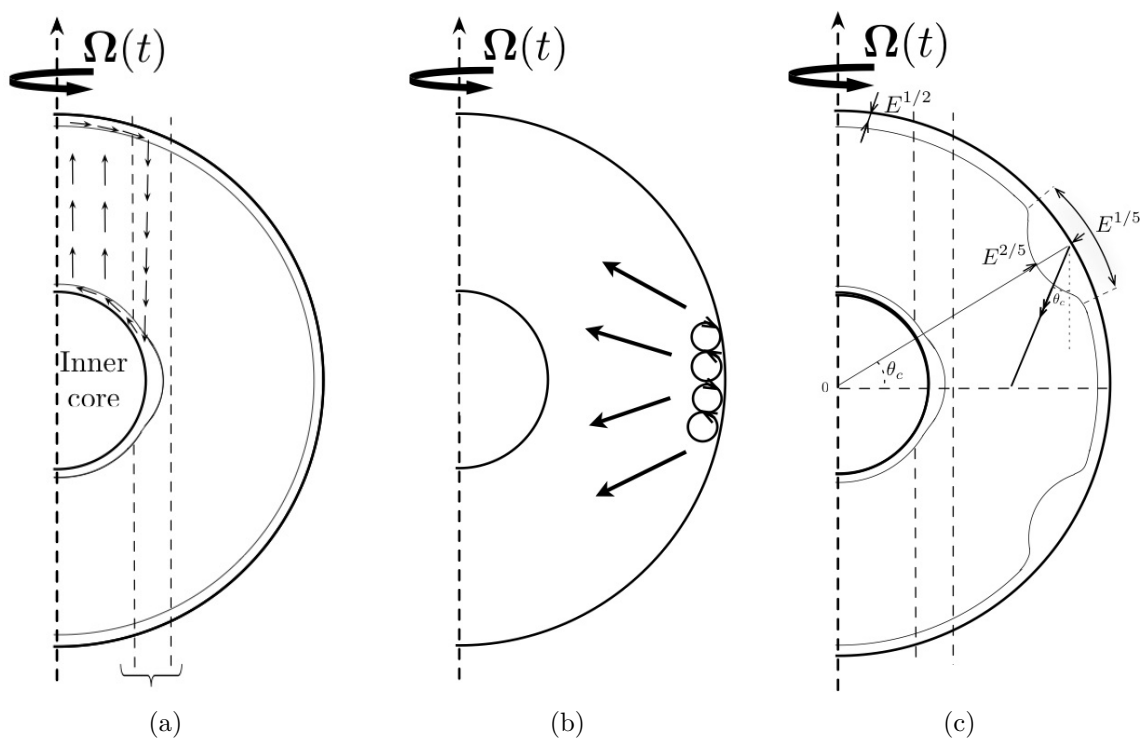 Ω(t)
Ω(t)
Ω(t)
E^{1/2}
E^{1/5}
E^{2/5}
θ_c
Inner
core
θ_c
0
(a)
(b)
(c)